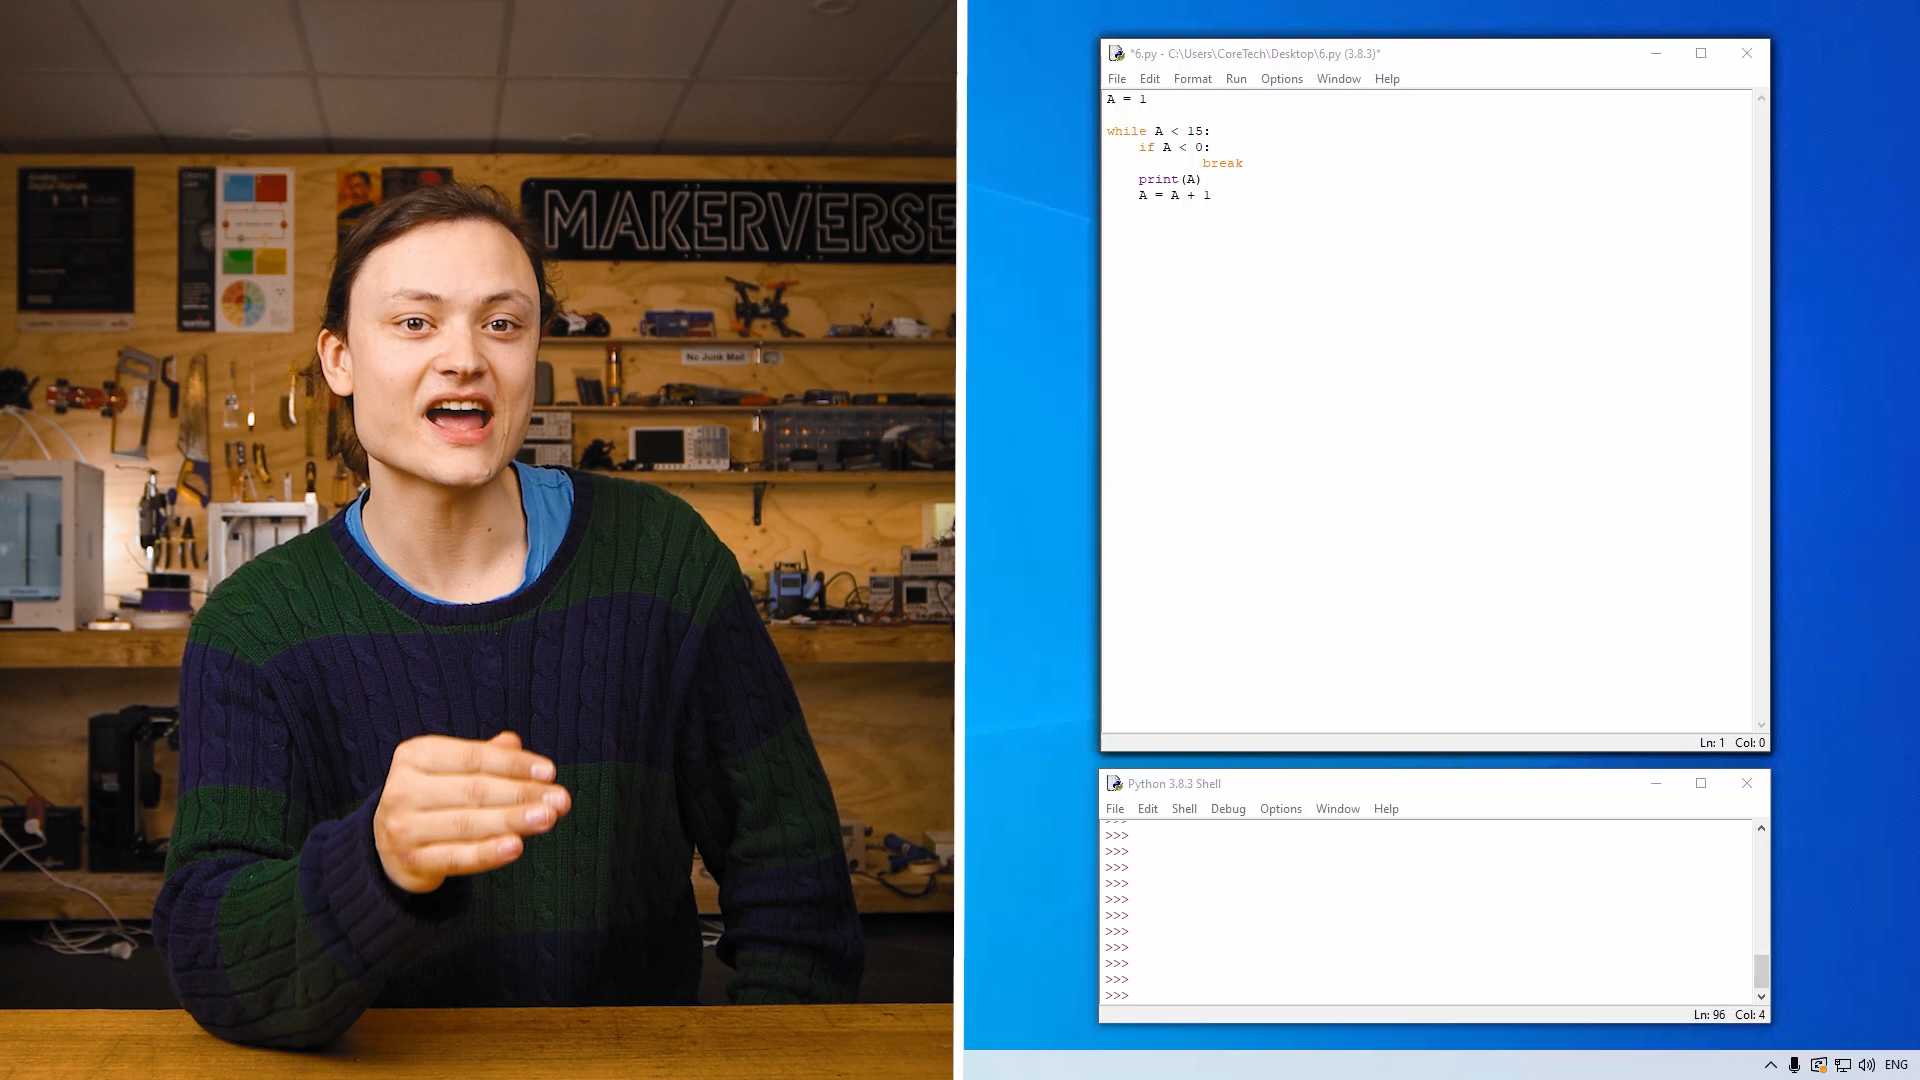 MAKERVERSE
No Junk Mail
*6.py - C:\Users\CoreTech\Desktop\6.py (3.8.3)*
File Edit Format Run Options Window Help
A = 1
while A < 15:
    if A < 0:
            break
    print(A)
    A = A + 1
Ln: 1 Col: 0
Python 3.8.3 Shell
File Edit Shell Debug Options Window Help
>>>
>>>
>>>
>>>
>>>
>>>
>>>
>>>
>>>
>>>
>>>
Ln: 96 Col: 4
ENG